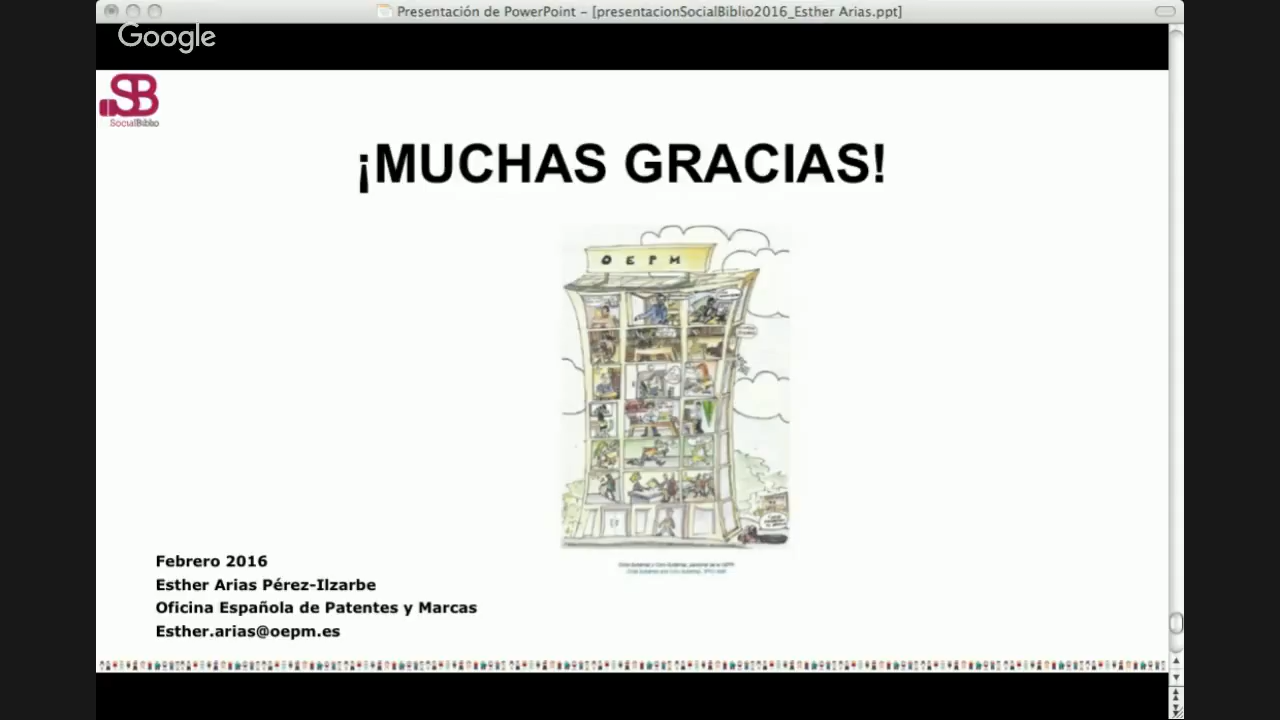 Presentación de PowerPoint – [presentacionSocialBiblio2016_Esther Arias.ppt]
Google
SB
SocialBiblio
¡MUCHAS GRACIAS!
OEPM
Febrero 2016
Esther Arias Pérez-Ilzarbe
Oficina Española de Patentes y Marcas
Esther.arias@oepm.es